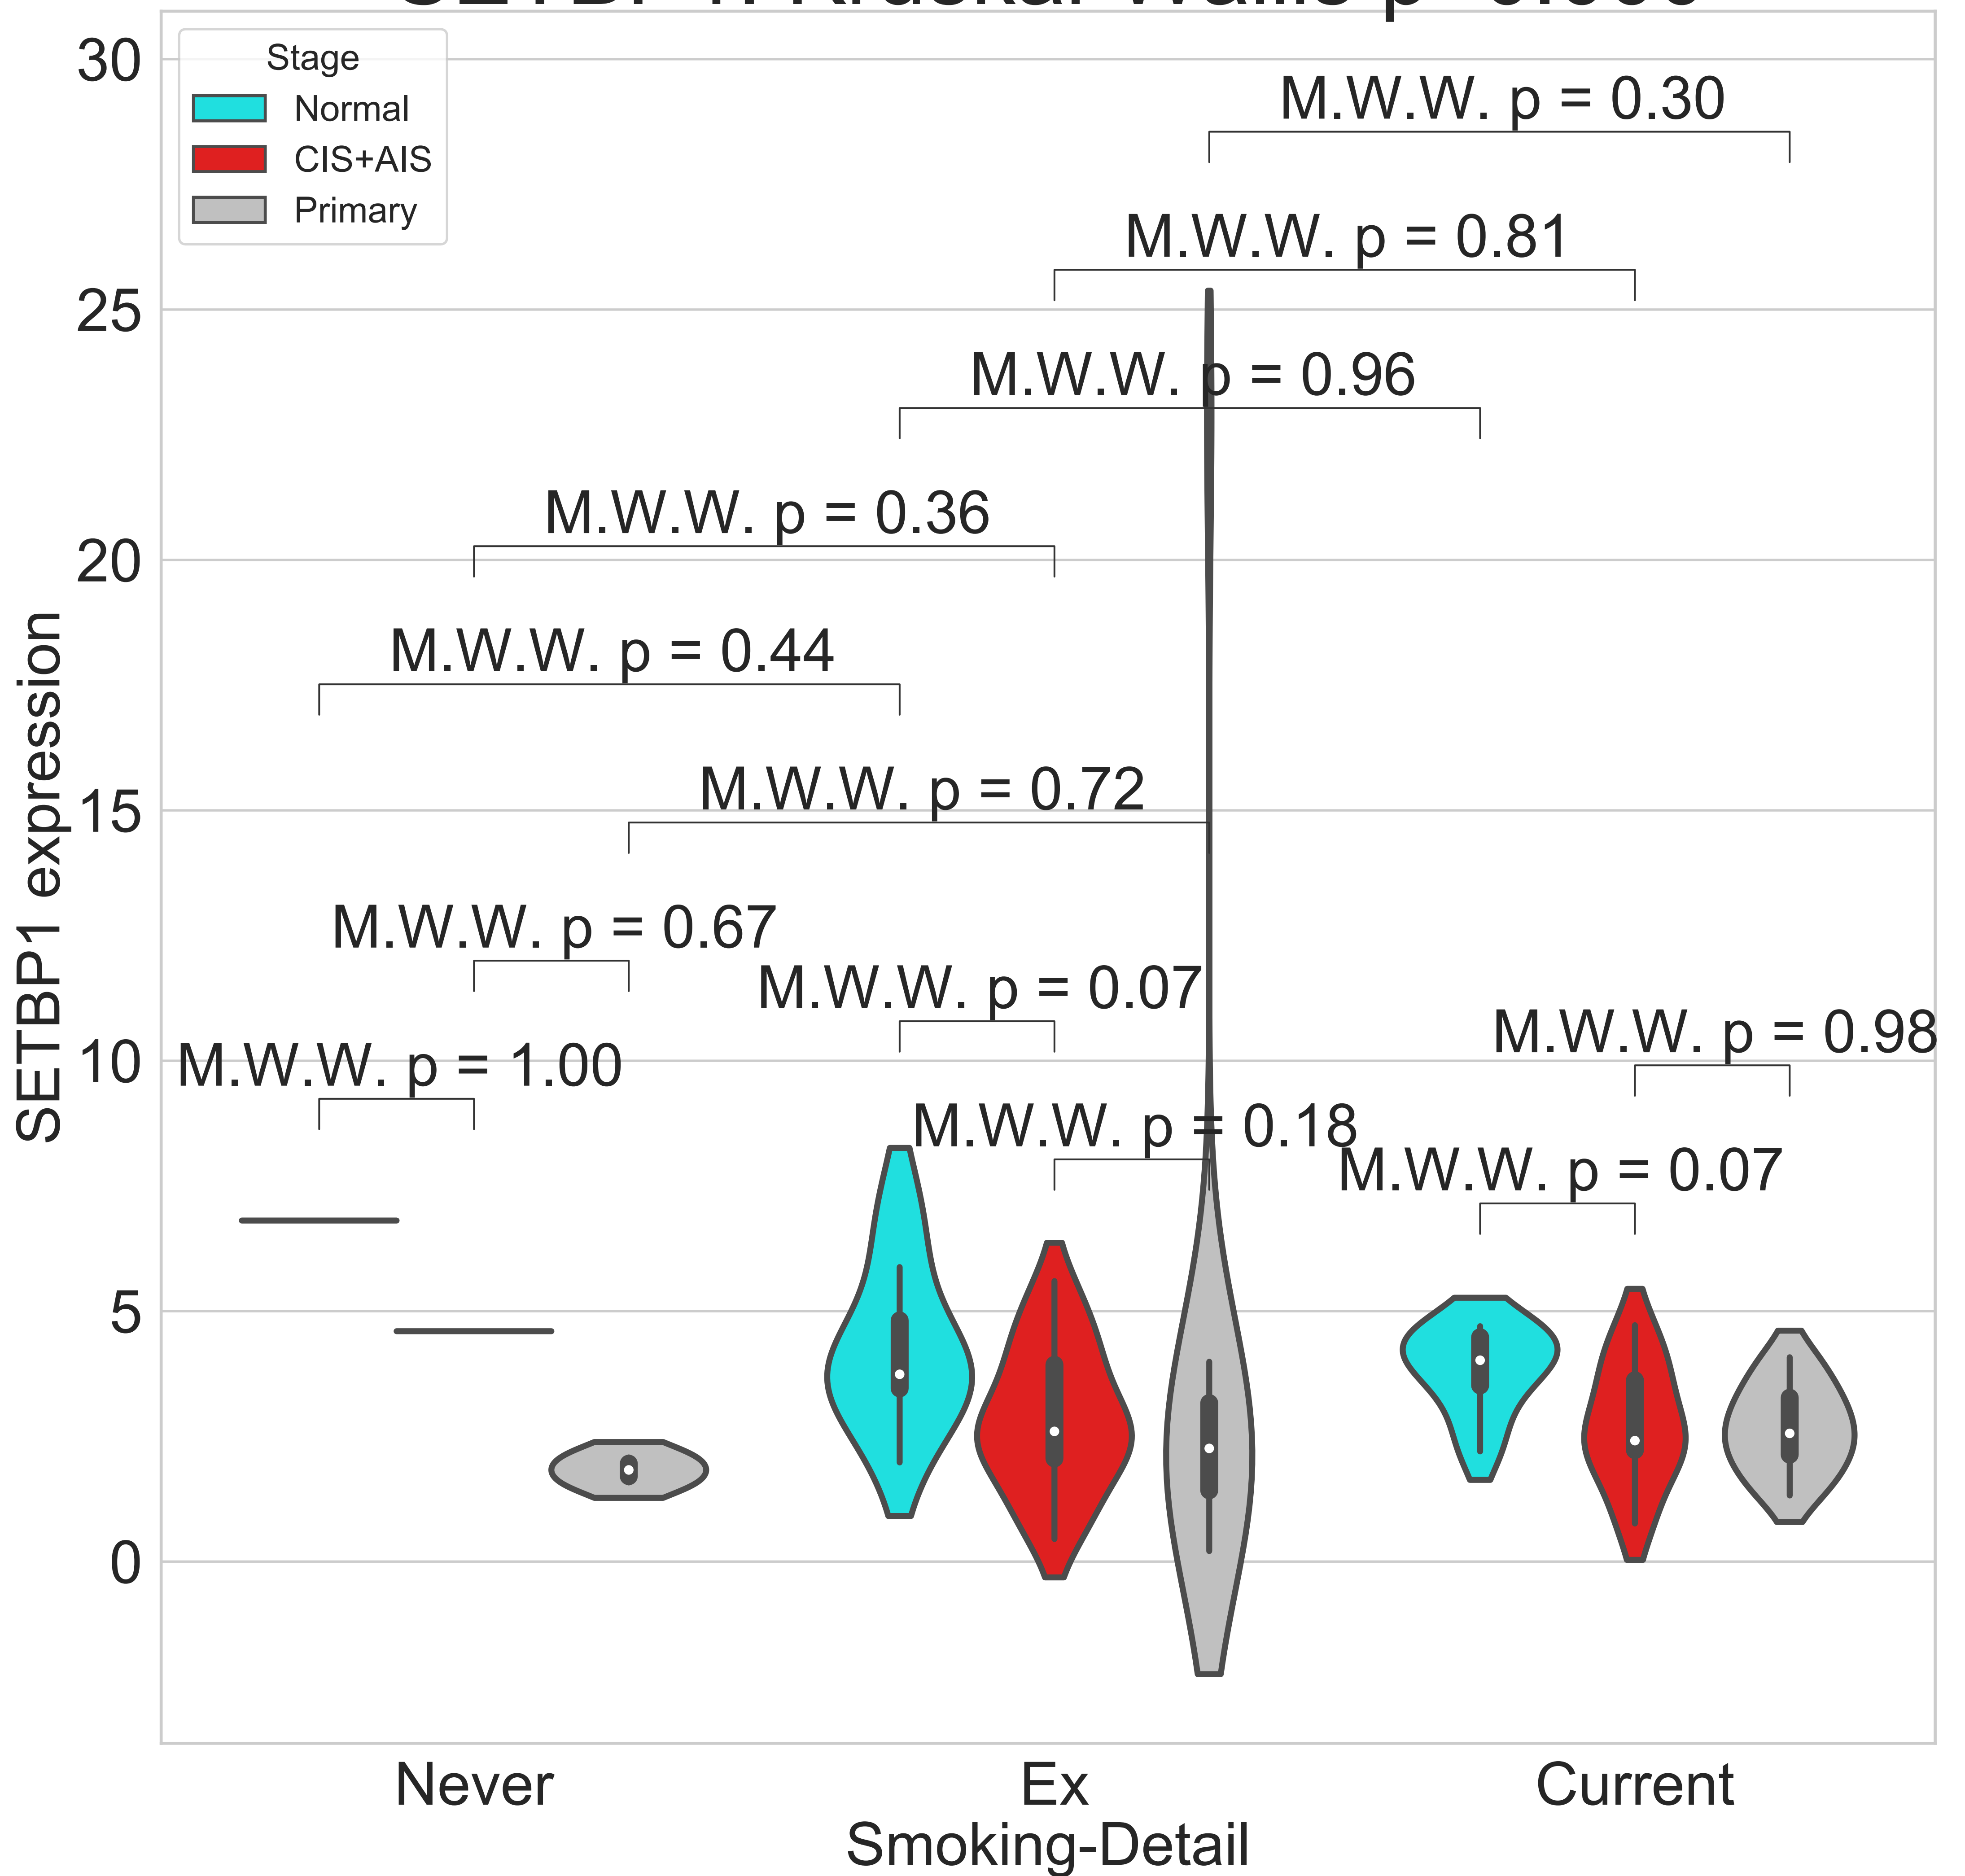 30
Stage
Normal
CIS+AIS
Primary
M.W.W. p = 0.30
M.W.W. p = 0.81
25
M.W.W. p = 0.96
M.W.W. p = 0.36
20
M.W.W. p = 0.44
M.W.W. p = 0.72
15
M.W.W. p = 0.67
M.W.W. p = 0.07
M.W.W. p = 0.98
10
M.W.W. p = 1.00
M.W.W. p = 0.18
M.W.W. p = 0.07
5
0
SETBP1 expression
Never
Ex
Current
Smoking-Detail